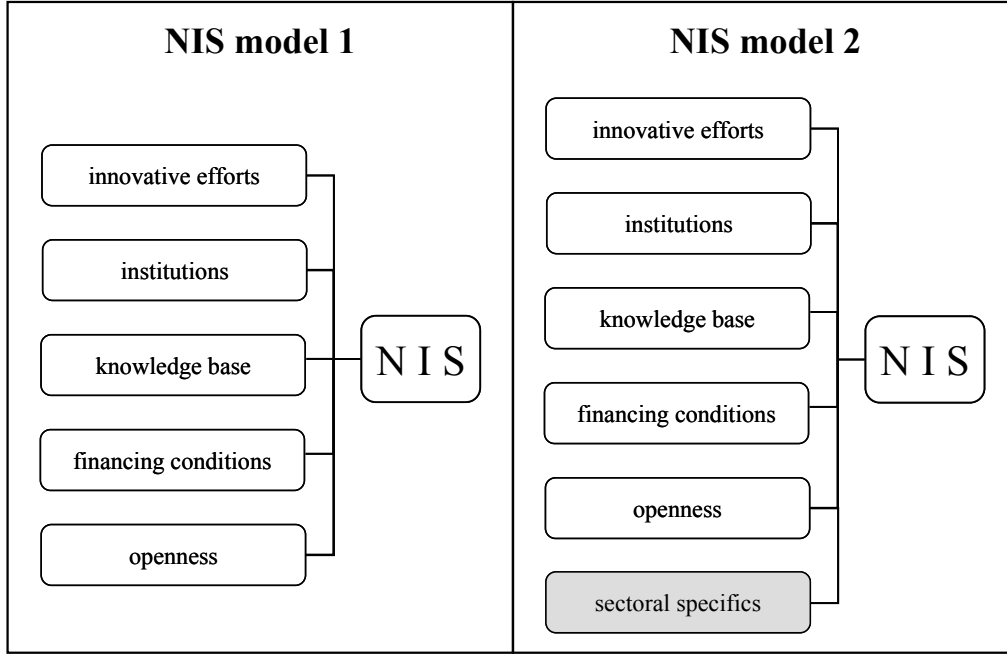 NIS model 1
innovative efforts
institutions
knowledge base
financing conditions
openness
N I S
NIS model 2
innovative efforts
institutions
knowledge base
financing conditions
openness
sectoral specifics
N I S